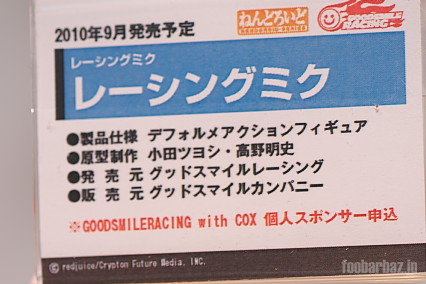 2010年9月発売予定
ねんどろいど
NENDOROID-SERIES
GOODSMILE
RACING
レーシングミク
レーシングミク
●製品仕様 デフォルメアクションフィギュア
●原型制作 小田ツヨシ・高野明史
●発 売 元 グッドスマイルレーシング
●販 売 元 グッドスマイルカンパニー
※GOODSMILERACING with COX 個人スポンサー申込
© redjuice/Crypton Future Media, INC.
foobarbaz.in